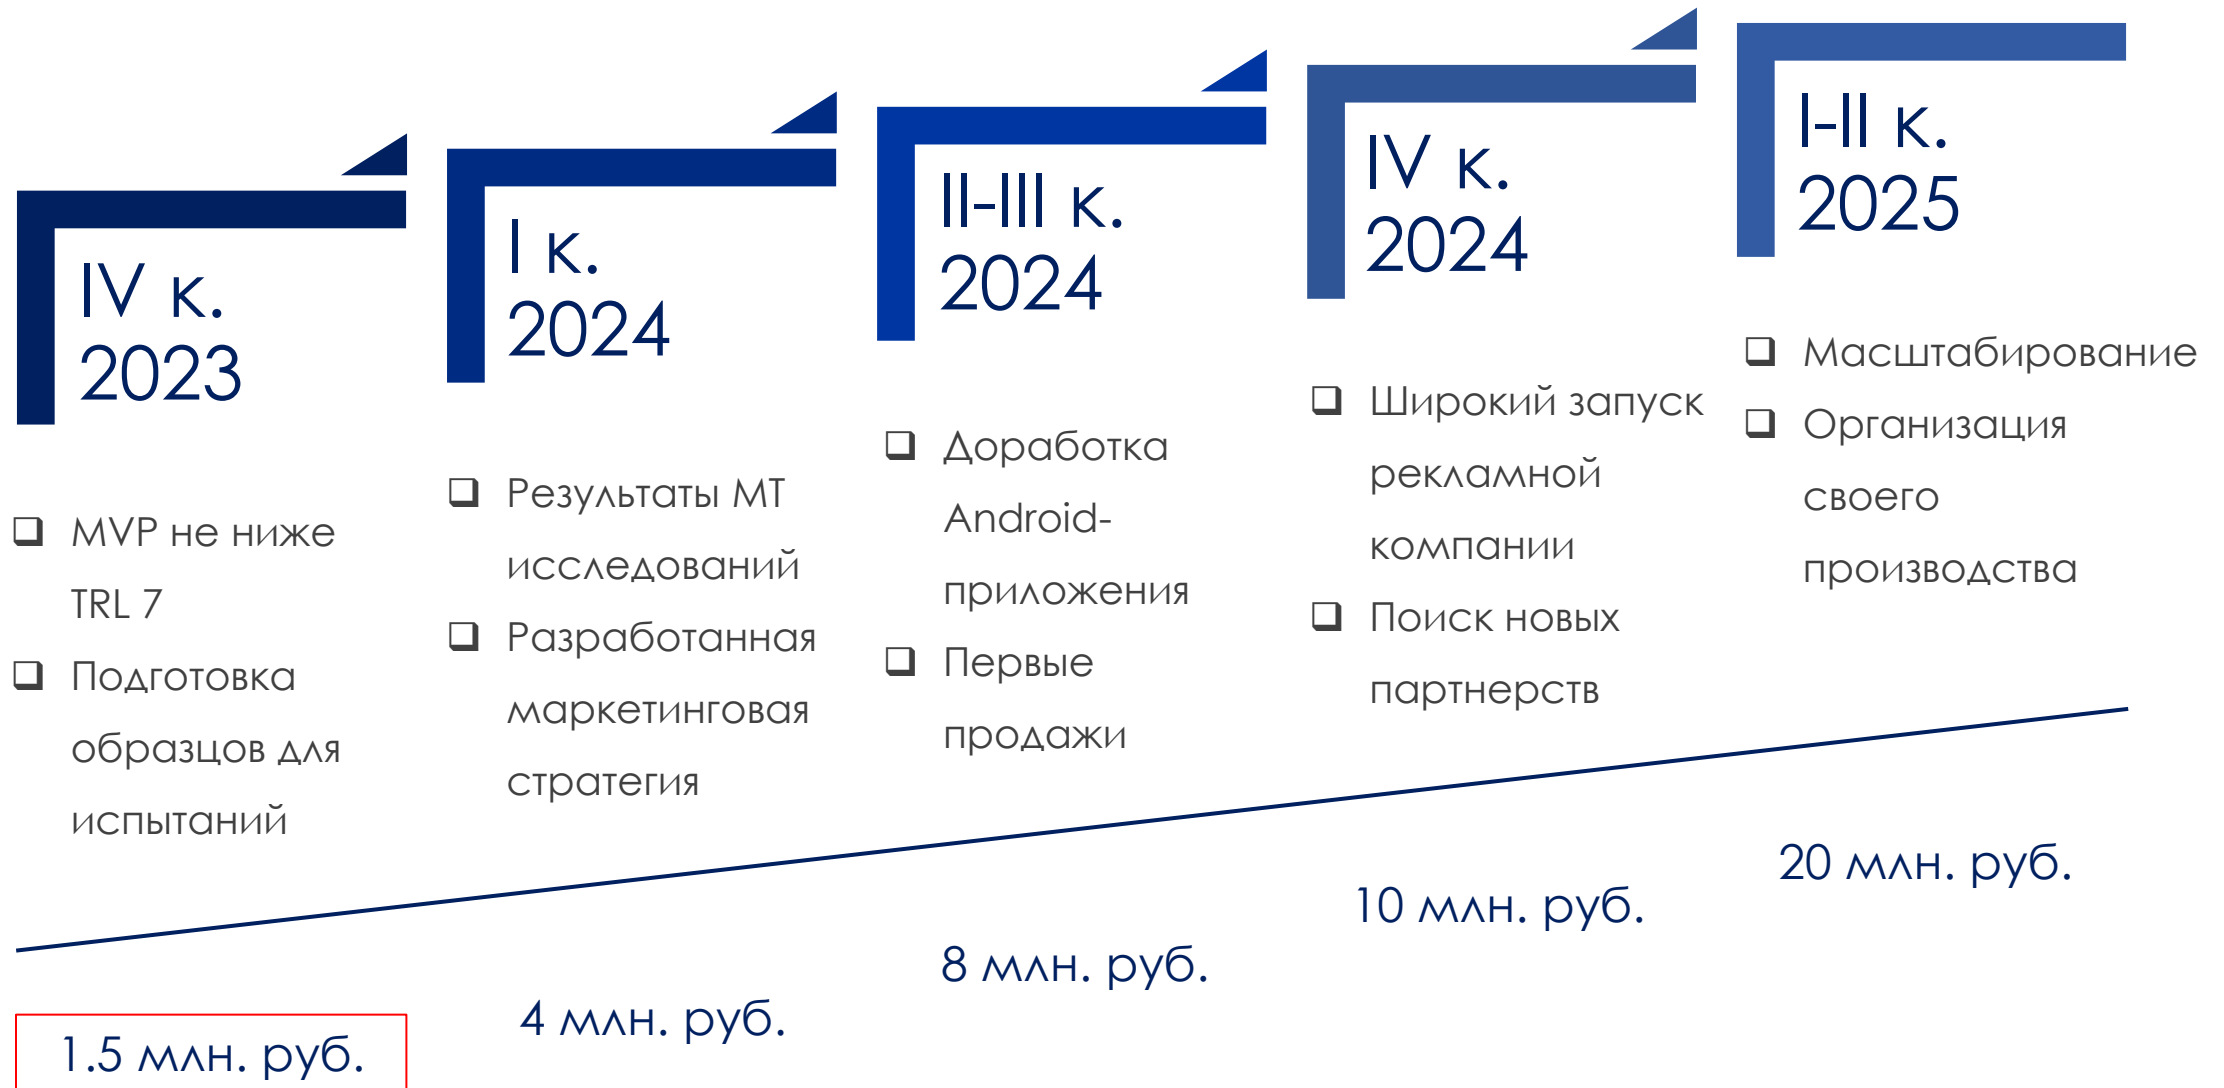 IV к.
2023
MVP не ниже
TRL 7
Подготовка
образцов для
испытаний
1.5 млн. руб.
I к.
2024
Результаты МТ
исследований
Разработанная
маркетинговая
стратегия
4 млн. руб.
II-III к.
2024
Доработка
Android-
приложения
Первые
продажи
8 млн. руб.
IV к.
2024
Широкий запуск
рекламной
компании
Поиск новых
партнерств
10 млн. руб.
I-II к.
2025
Масштабирование
Организация
своего
производства
20 млн. руб.